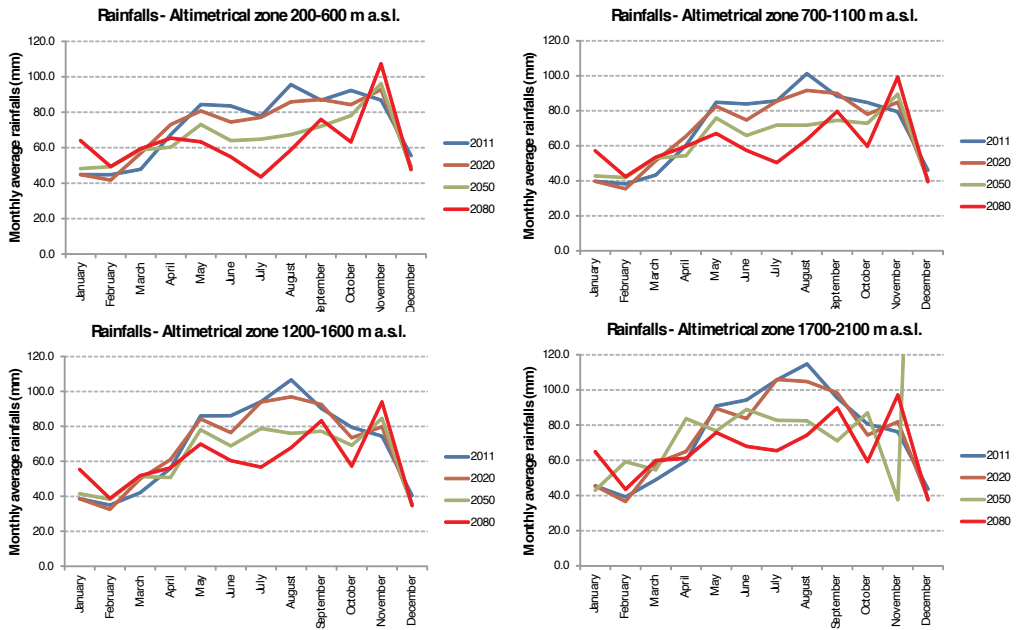 Rainfalls - Altimetrical zone 200-600 m a.s.l.
Monthly average rainfalls (mm)
120.0
100.0
80.0
60.0
40.0
20.0
0.0
January
February
March
April
May
June
July
August
September
October
November
December
2011
2020
2050
2080
Rainfalls - Altimetrical zone 700-1100 m a.s.l.
Monthly average rainfalls (mm)
120.0
100.0
80.0
60.0
40.0
20.0
0.0
January
February
March
April
May
June
July
August
September
October
November
December
2011
2020
2050
2080
Rainfalls - Altimetrical zone 1200-1600 m a.s.l.
Monthly average rainfalls (mm)
120.0
100.0
80.0
60.0
40.0
20.0
0.0
January
February
March
April
May
June
July
August
September
October
November
December
2011
2020
2050
2080
Rainfalls - Altimetrical zone 1700-2100 m a.s.l.
Monthly average rainfalls (mm)
120.0
100.0
80.0
60.0
40.0
20.0
0.0
January
February
March
April
May
June
July
August
September
October
November
December
2011
2020
2050
2080